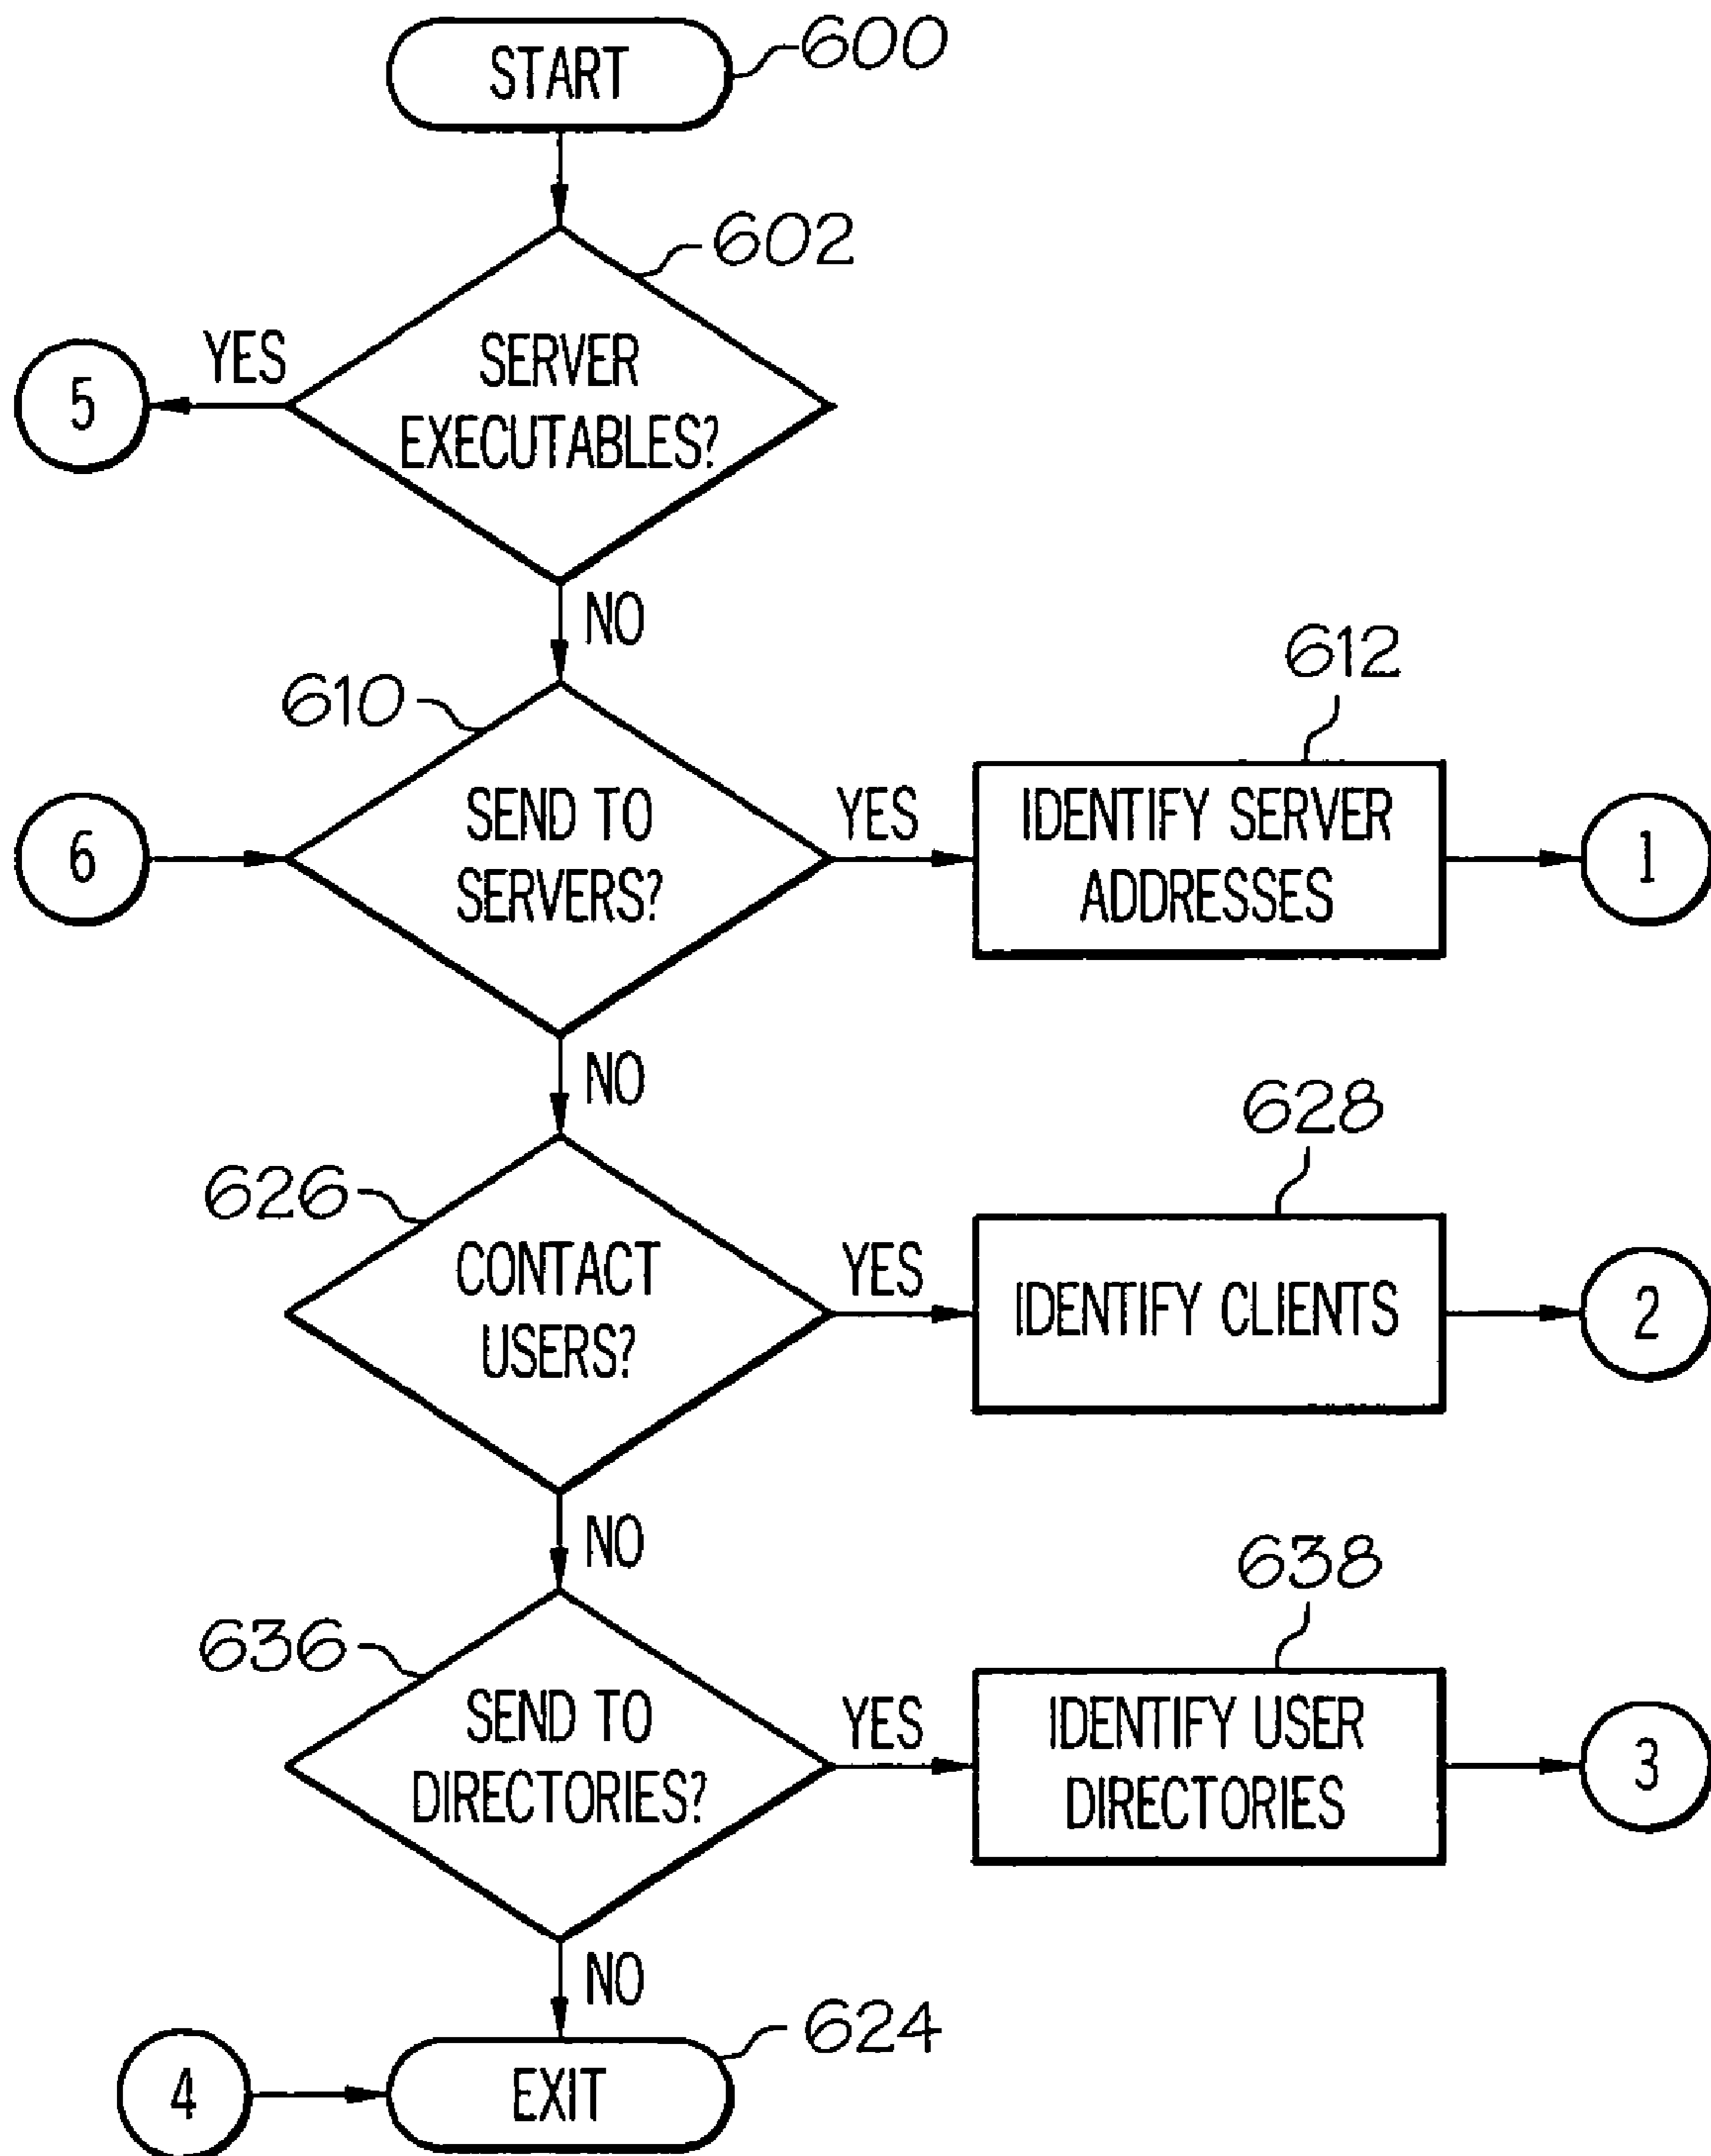 START
600
602
YES
5
SERVER
EXECUTABLES?
NO
610
612
6
SEND TO
SERVERS?
YES
IDENTIFY SERVER
ADDRESSES
1
NO
626
628
CONTACT
USERS?
YES
IDENTIFY CLIENTS
2
NO
636
638
SEND TO
DIRECTORIES?
YES
IDENTIFY USER
DIRECTORIES
3
NO
624
4
EXIT